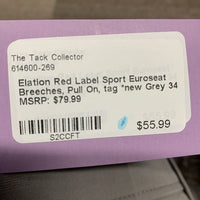 The Tack Collector
614600-269
Elation Red Label Sport Euroseat
Breeches, Pull On, tag *new Grey 34
MSRP: $79.99
S2CCFT
$55.99